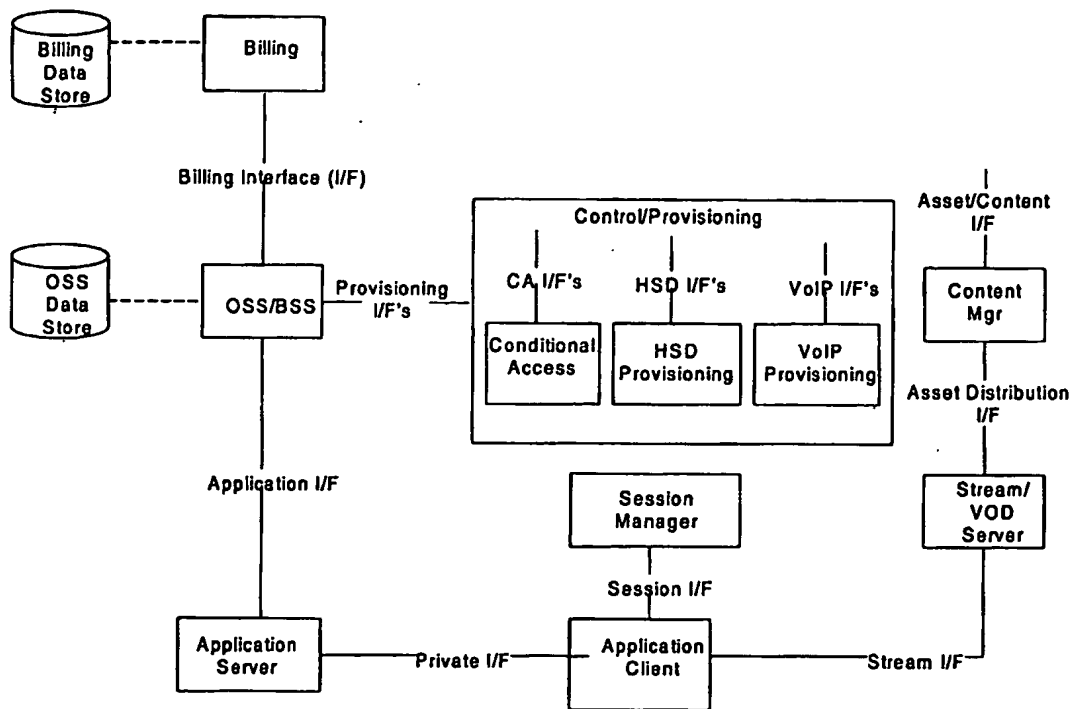 Billing
Data
Store
Billing
Billing Interface (I/F)
OSS
Data
Store
OSS/BSS
Provisioning
I/F's
Control/Provisioning
CA I/F's
HSD I/F's
VoIP I/F's
Conditional
Access
HSD
Provisioning
VoIP
Provisioning
Asset/Content
I/F
Content
Mgr
Asset Distribution
I/F
Stream/
VOD
Server
Application I/F
Session
Manager
Session I/F
Application
Server
Private I/F
Application
Client
Stream I/F